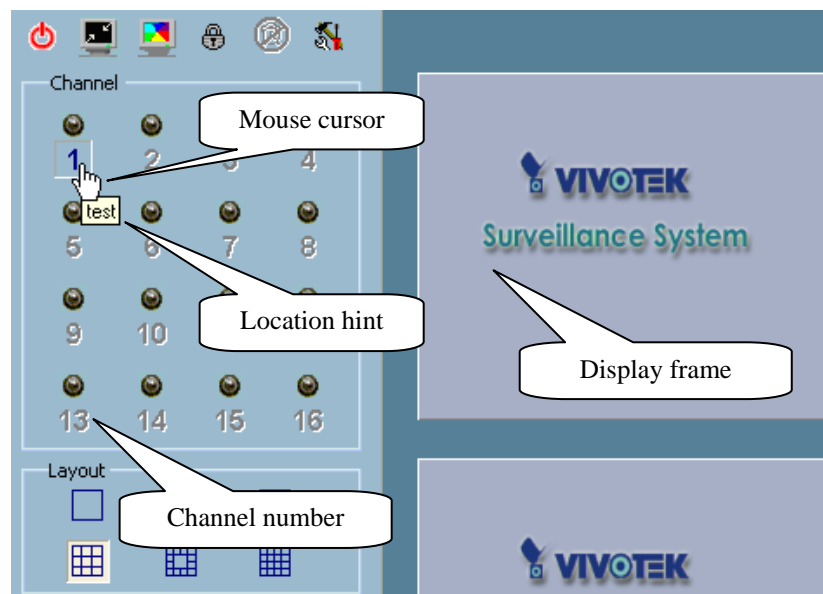 Channel
Mouse cursor
1 2 3 4
test
5 6 7 8
VIVOTEK
Surveillance System
9 10
Location hint
Display frame
13 14 15 16
Layout
Channel number
VIVOTEK